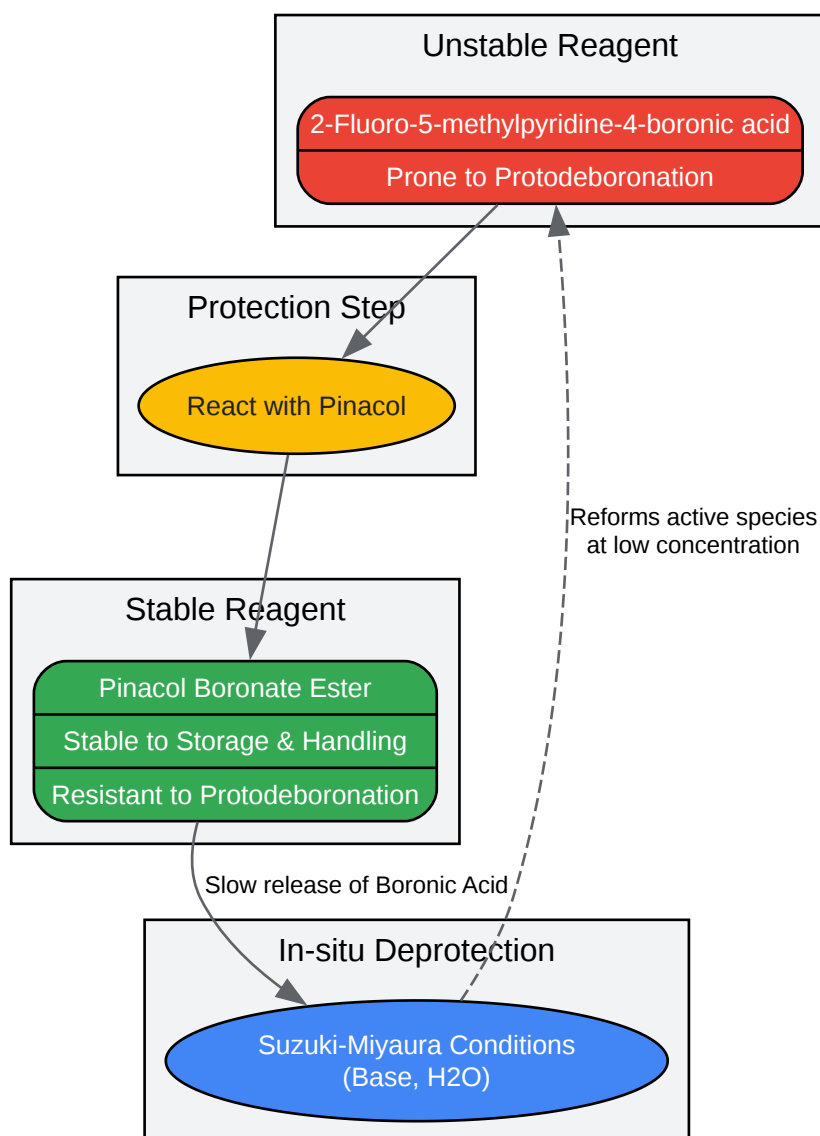 Unstable Reagent
2-Fluoro-5-methylpyridine-4-boronic acid
Prone to Protodeboronation
Protection Step
React with Pinacol
Reforms active species
at low concentration
Stable Reagent
Pinacol Boronate Ester
Stable to Storage & Handling
Resistant to Protodeboronation
Slow release of Boronic Acid
In-situ Deprotection
Suzuki-Miyaura Conditions
(Base, H2O)